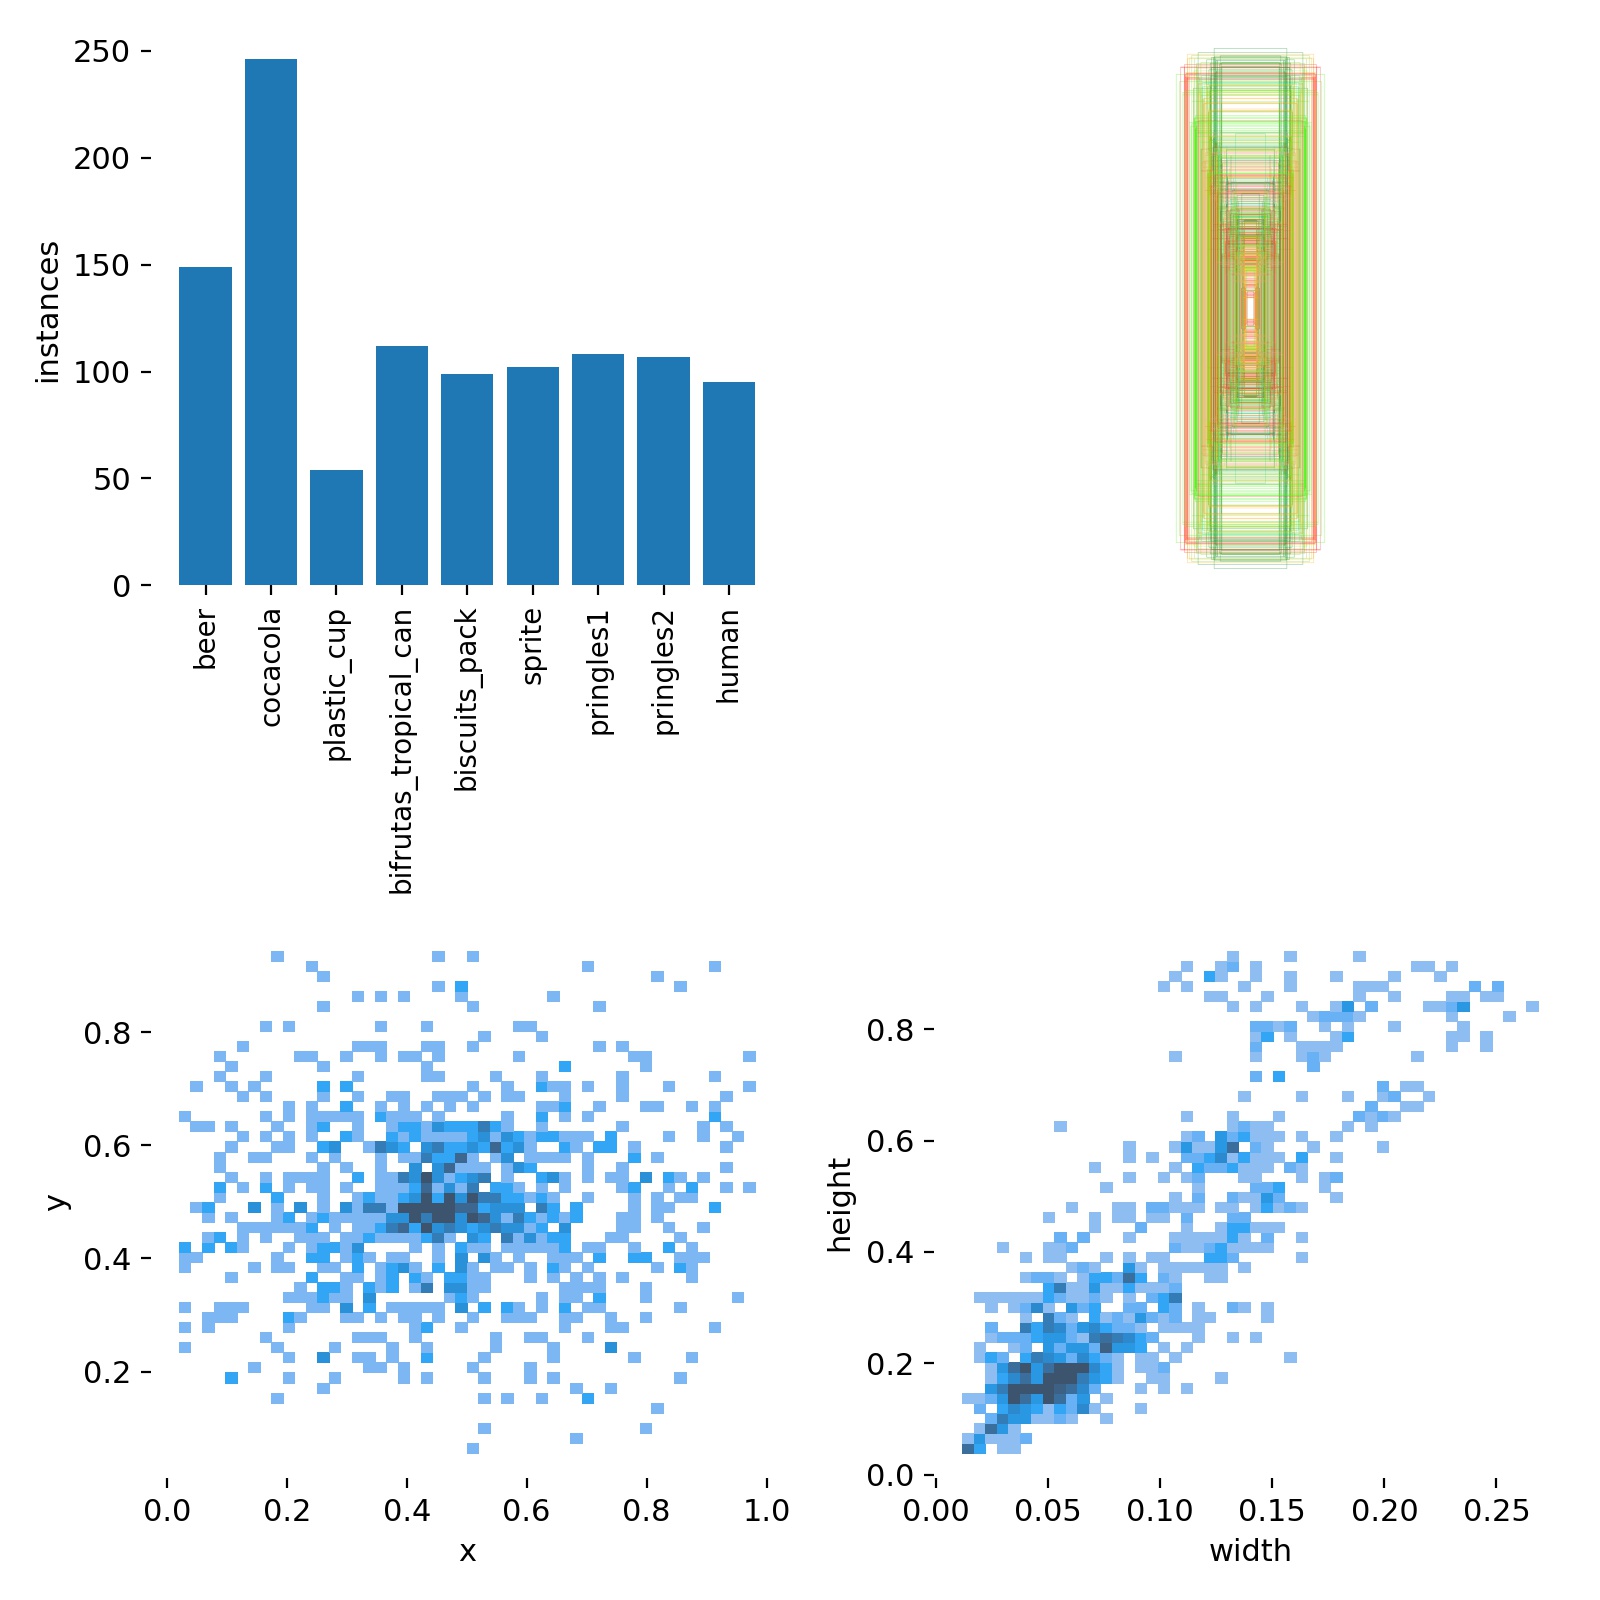 250
200
150
100
50
0
instances
beer
cocacola
plastic_cup
bifrutas_tropical_can
biscuits_pack
sprite
pringles1
pringles2
human
0.8
0.6
0.4
0.2
y
0.0 0.2 0.4 0.6 0.8 1.0
x
0.8
0.6
0.4
0.2
0.0
height
0.00 0.05 0.10 0.15 0.20 0.25
width